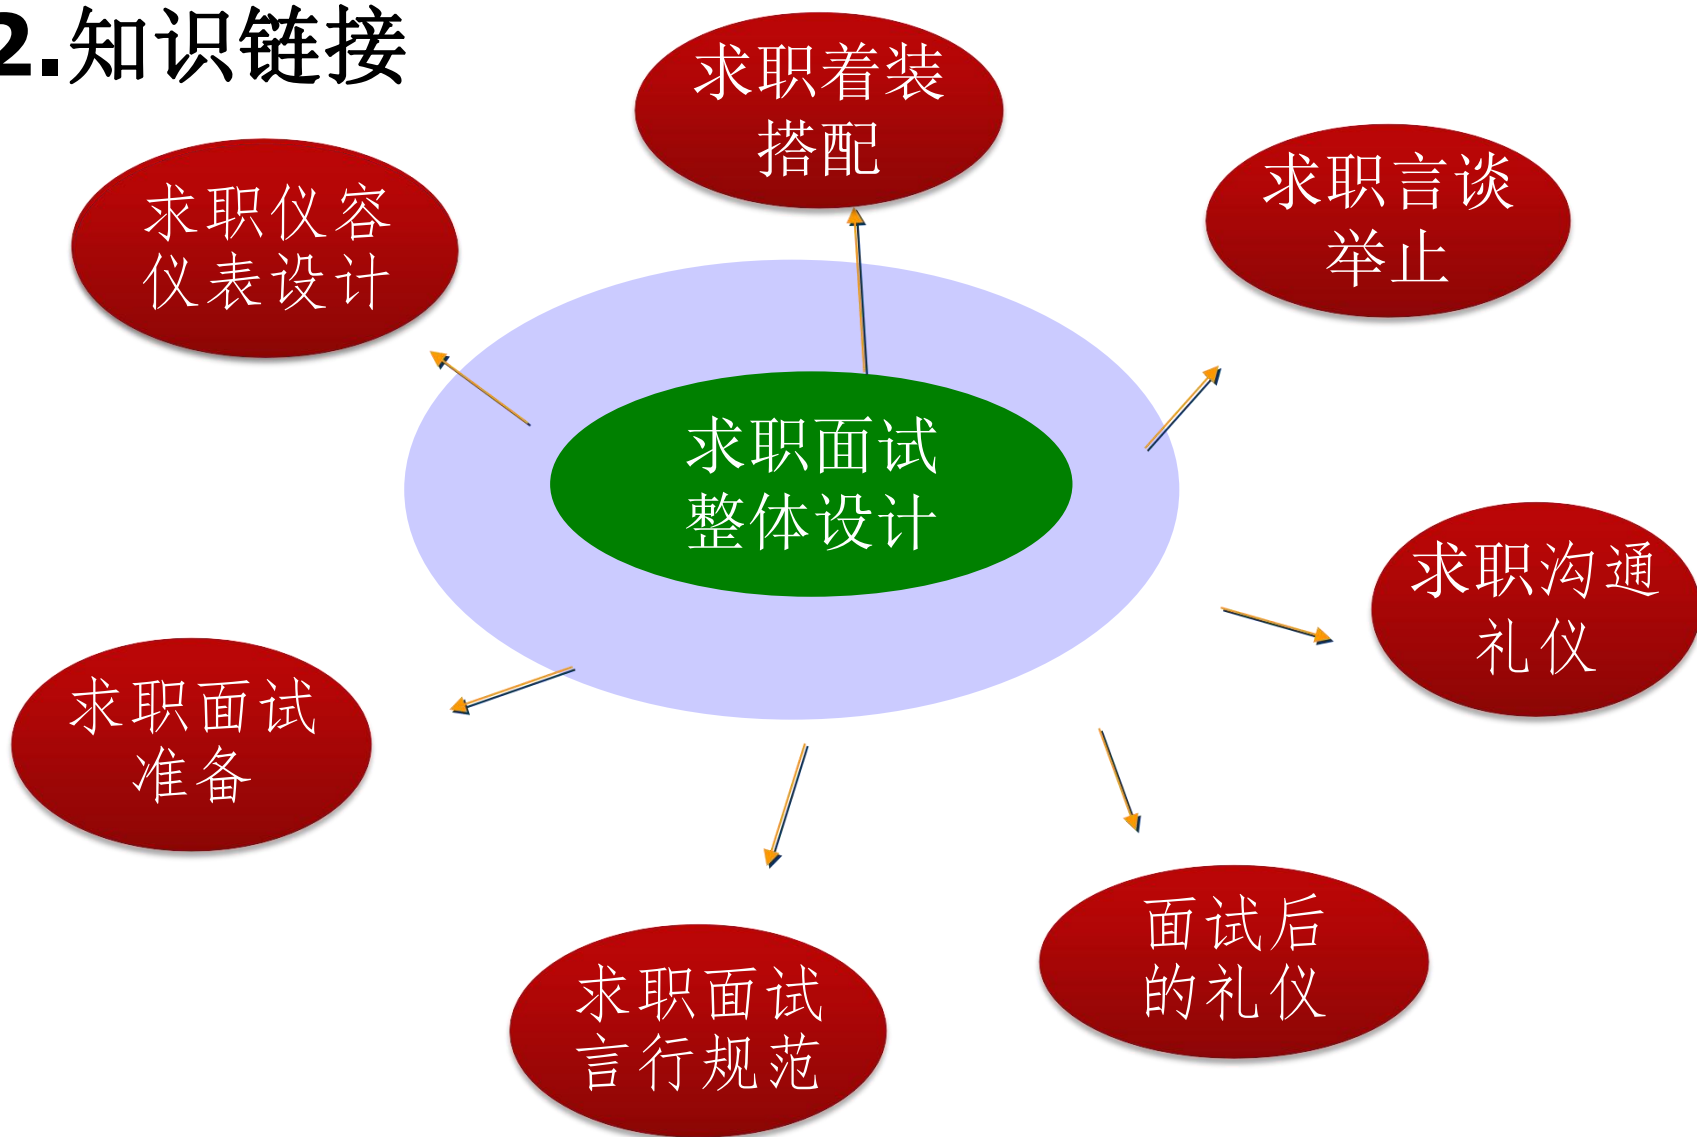 2.知识链接
求职着装
搭配
求职仪容
仪表设计
求职言谈
举止
求职面试
整体设计
求职沟通
礼仪
求职面试
准备
面试后
的礼仪
求职面试
言行规范